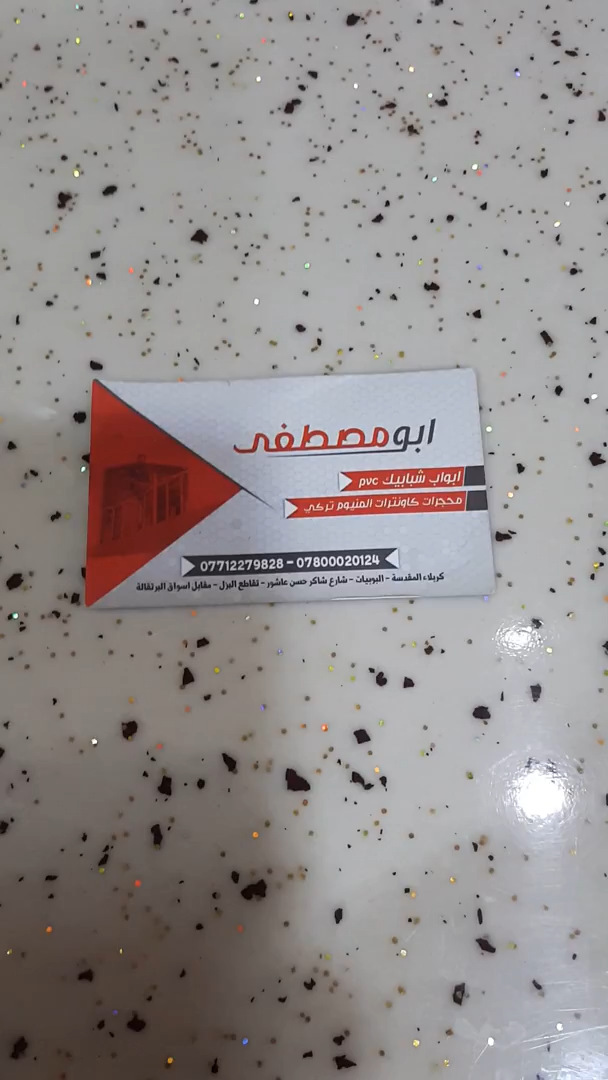 ابو مصطفى
ابواب شبابيك pvc
محجرات كاونترات المنيوم تركي
07712279828 - 07800020124
كربلاء المقدسة - البوبيات - شارع شاكر حسن عاشور - تقاطع البزل - مقابل اسواق البرتقالة